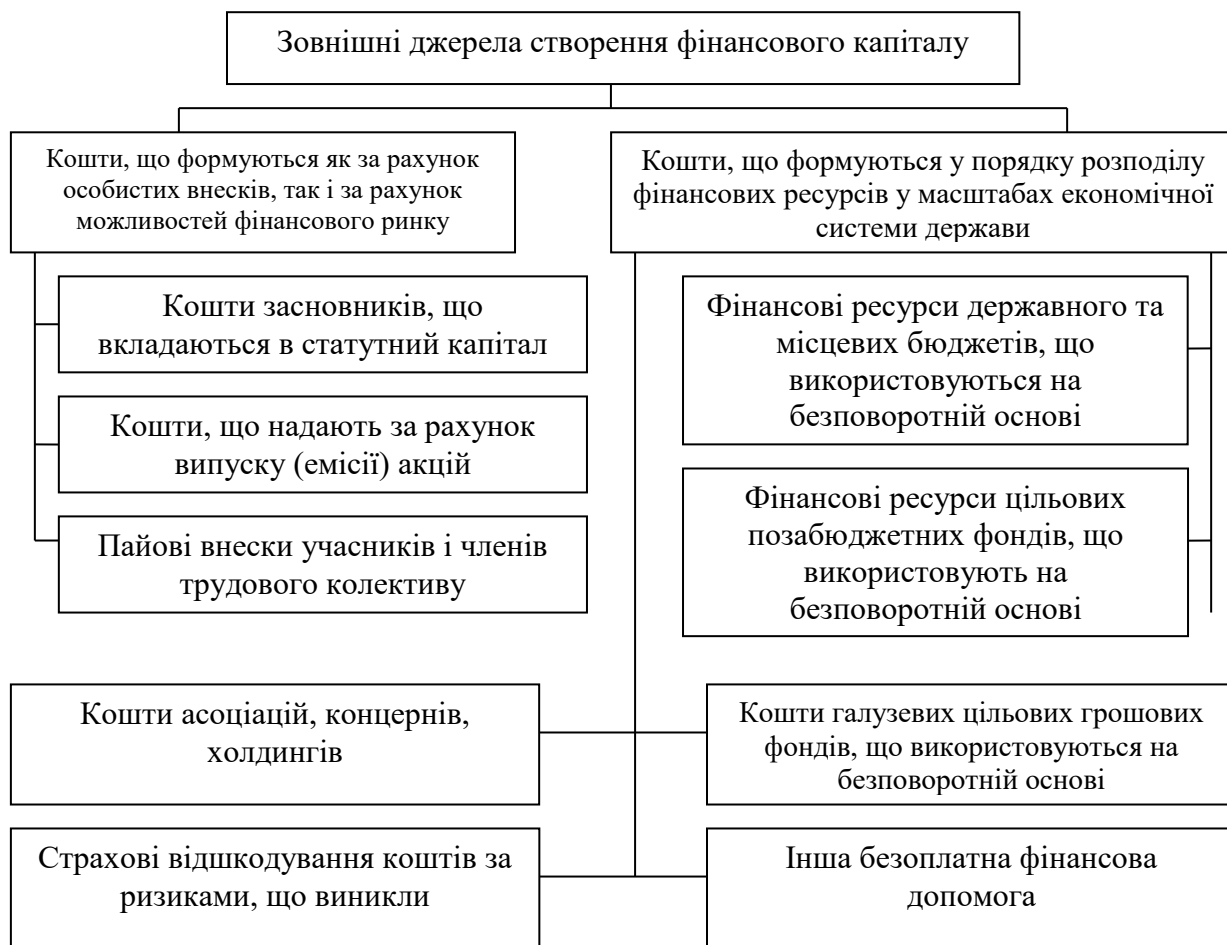 Зовнішні джерела створення фінансового капіталу
Кошти, що формуються як за рахунок
особистих внесків, так і за рахунок
можливостей фінансового ринку
Кошти, що формуються у порядку розподілу
фінансових ресурсів у масштабах економічної
системи держави
Кошти засновників, що
вкладаються в статутний капітал
Кошти, що надають за рахунок
випуску (емісії) акцій
Пайові внески учасників і членів
трудового колективу
Фінансові ресурси державного та
місцевих бюджетів, що
використовуються на
безповоротній основі
Фінансові ресурси цільових
позабюджетних фондів, що
використовують на
безповоротній основі
Кошти асоціацій, концернів,
холдингів
Кошти галузевих цільових грошових
фондів, що використовуються на
безповоротній основі
Страхові відшкодування коштів за
ризиками, що виникли
Інша безоплатна фінансова
допомога